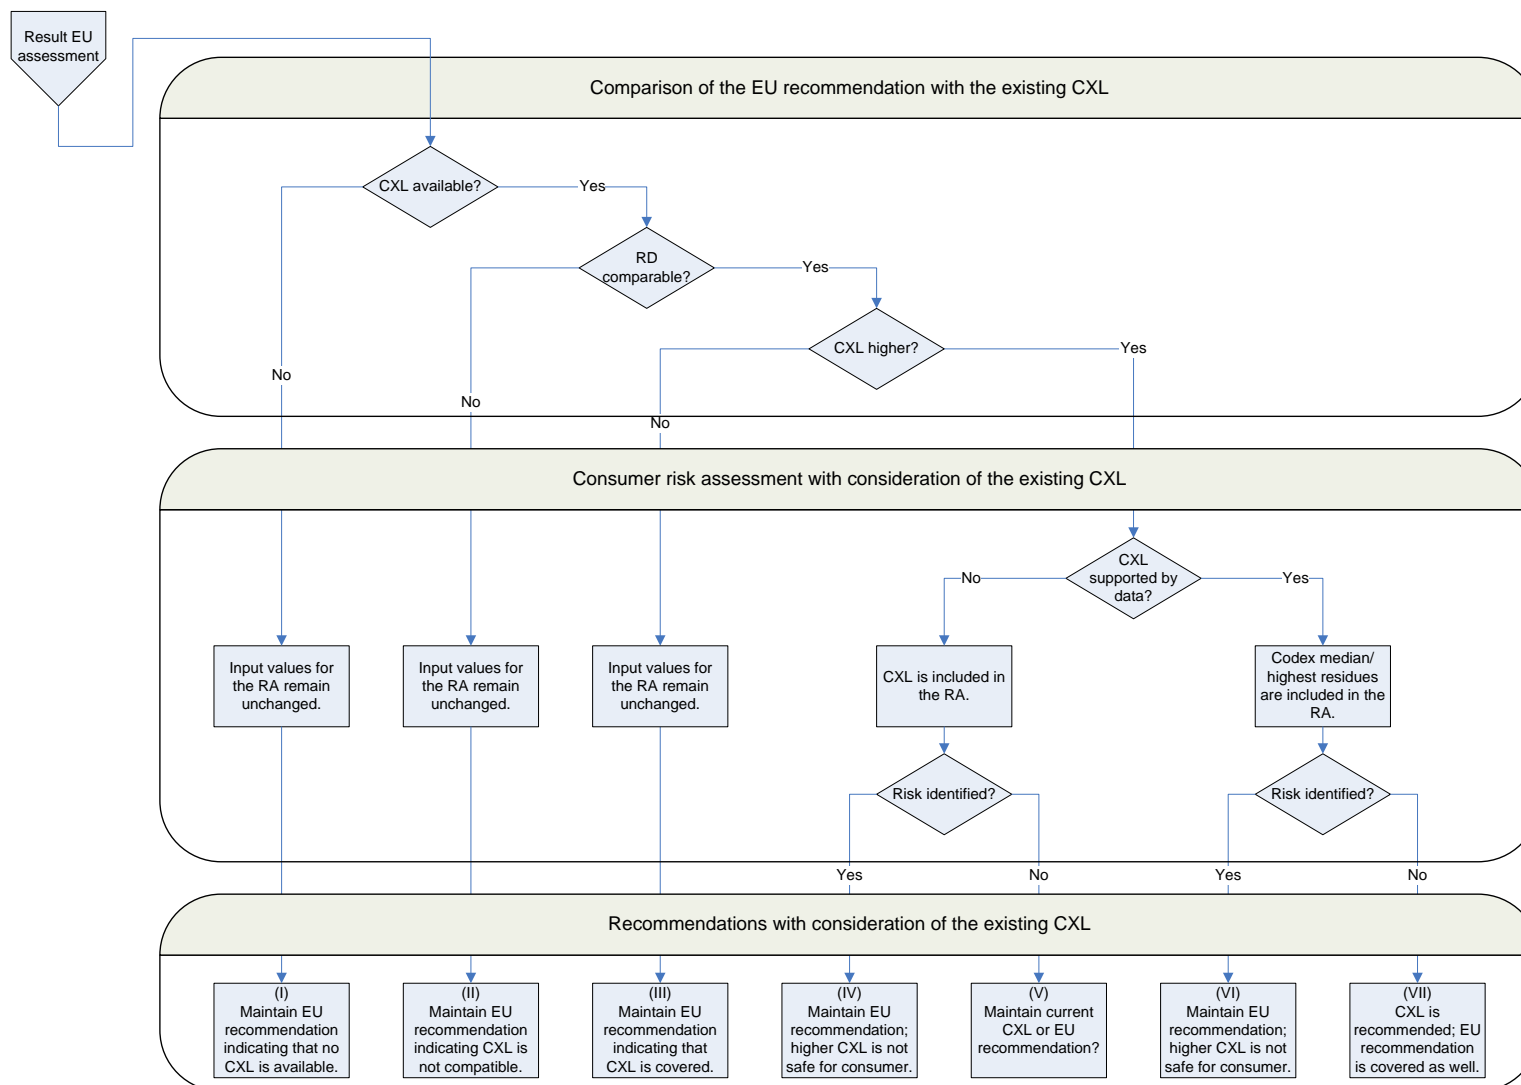 Result EU
assessment
Comparison of the EU recommendation with the existing CXL
CXL available?
Yes
RD
comparable?
Yes
CXL higher?
Yes
No
No
No
Consumer risk assessment with consideration of the existing CXL
CXL
supported by
data?
No
Yes
Input values for
the RA remain
unchanged.
Input values for
the RA remain
unchanged.
Input values for
the RA remain
unchanged.
CXL is included in
the RA.
Codex median/
highest residues
are included in the
RA.
Risk identified?
Risk identified?
Yes
No
Yes
No
Recommendations with consideration of the existing CXL
(I)
Maintain EU
recommendation
indicating that no
CXL is available.
(II)
Maintain EU
recommendation
indicating CXL is
not compatible.
(III)
Maintain EU
recommendation
indicating that
CXL is covered.
(IV)
Maintain EU
recommendation;
higher CXL is not
safe for consumer.
(V)
Maintain current
CXL or EU
recommendation?
(VI)
Maintain EU
recommendation;
higher CXL is not
safe for consumer.
(VII)
CXL is
recommended; EU
recommendation
is covered as well.